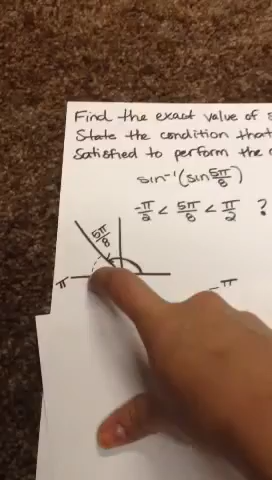 Find the exact value of
State the condition that
Satisfied to perform the
sin⁻¹(sin 5π/8)
-π/2 < 5π/8 < π/2 ?
5π/8
π
-π